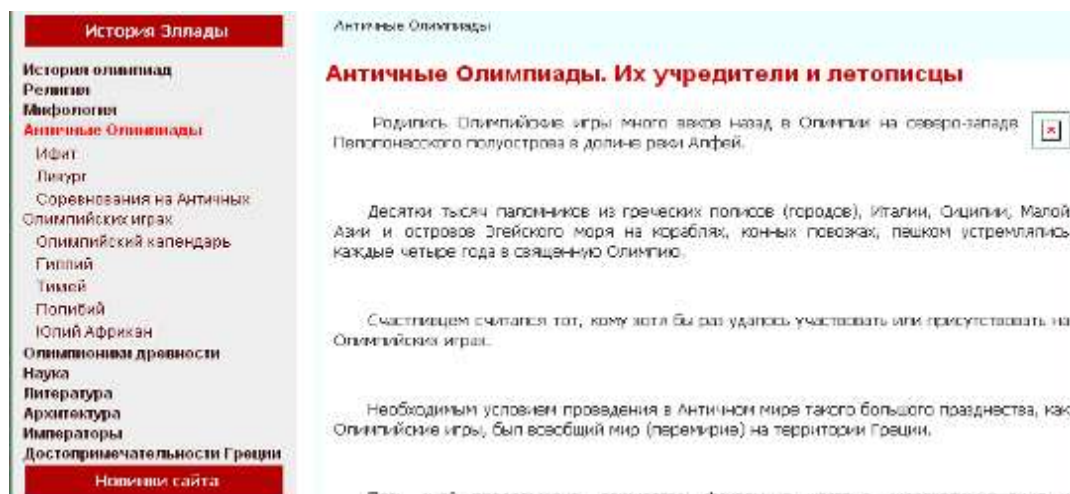 История Эллады
История олимпиад
Религия
Мифология
Античные Олимпиады
Ифит
Ликург
Соревнования на Античных
Олимпийских играх
Олимпийский календарь
Гиппий
Тимей
Полибий
Юлий Африкан
Олимпионики древности
Наука
Литература
Архитектура
Императоры
Достопримечательности Греции
Новинки сайта
Античные Олимпиады
Античные Олимпиады. Их учредители и летописцы
Родились Олимпийские игры много веков назад в Олимпии на северо-западе
Пелопонесского полуострова в долине реки Алфей.
Десятки тысяч паломников из греческих полисов (городов), Италии, Сицилии, Малой
Азии и островов Эгейского моря на кораблях, конных повозках, пешком устремлялись
каждые четыре года в священную Олимпию.
Счастливцем считался тот, кому хотя бы раз удалось участвовать или присутствовать на
Олимпийских играх.
Необходимым условием проведения в Античном мире такого большого празднества, как
Олимпийские игры, был всеобщий мир (перемирие) на территории Греции.